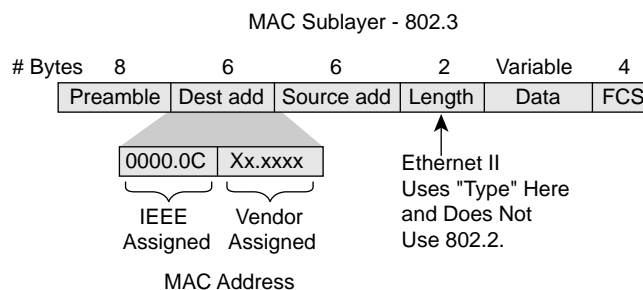 MAC Sublayer - 802.3
# Bytes 8 6 6 2 Variable 4
Preamble Dest add Source add Length Data FCS
0000.0C Xx.xxxx
IEEE Assigned
Vendor Assigned
MAC Address
Ethernet II
Uses "Type" Here
and Does Not
Use 802.2.